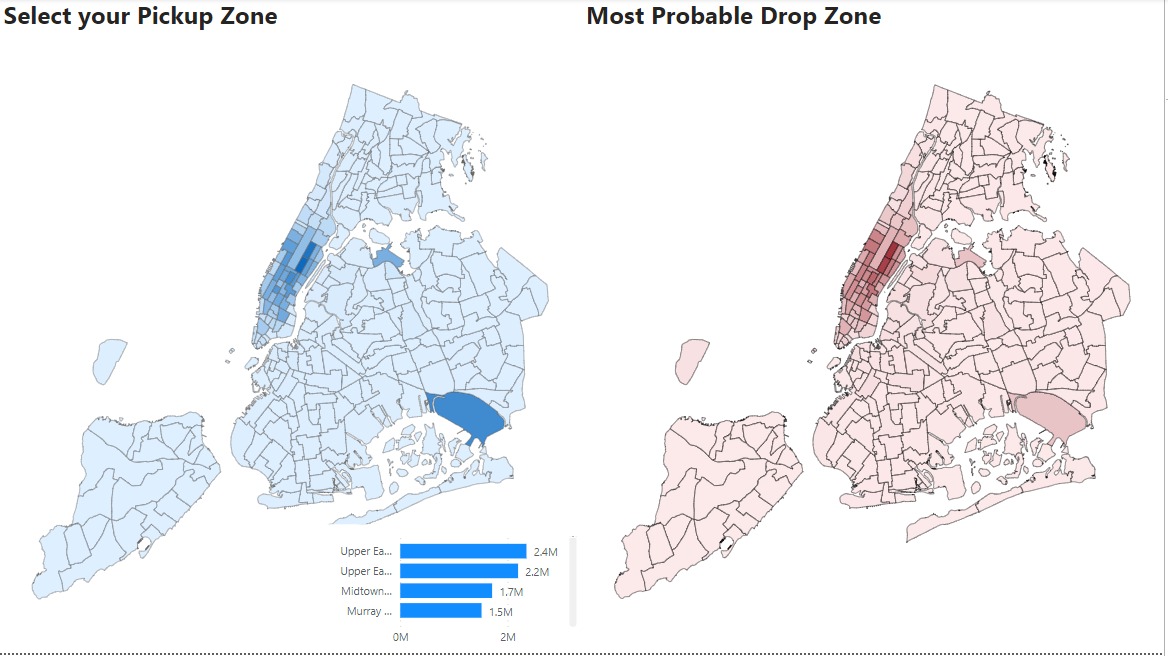 Select your Pickup Zone
Most Probable Drop Zone
Upper Ea... 2.4M
Upper Ea... 2.2M
Midtown... 1.7M
Murray ... 1.5M
0M 2M